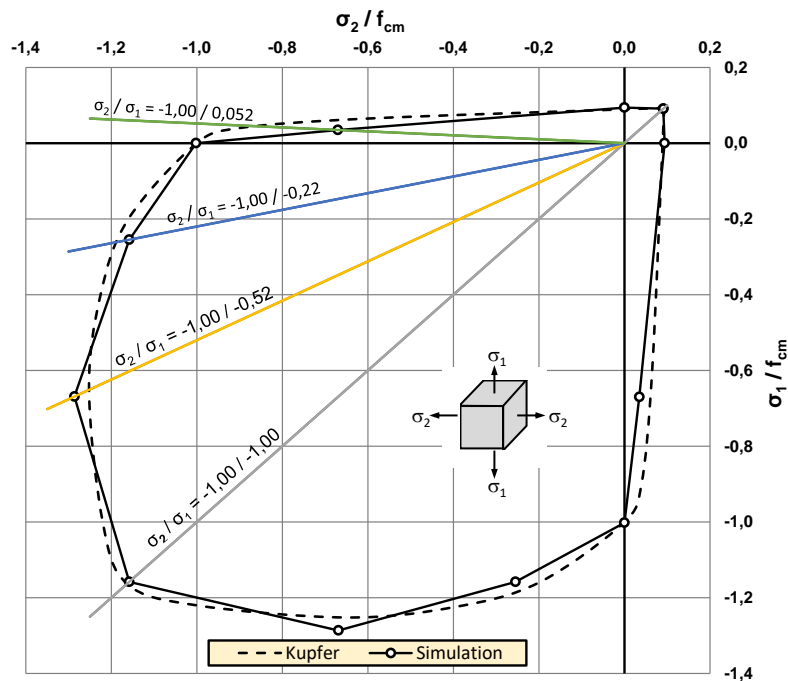 σ2 / fcm
-1,4 -1,2 -1,0 -0,8 -0,6 -0,4 -0,2 0,0 0,2
0,2
0,0
-0,2
-0,4
-0,6
-0,8
-1,0
-1,2
-1,4
σ1 / fcm
σ2 / σ1 = -1,00 / 0,052
σ2 / σ1 = -1,00 / -0,22
σ2 / σ1 = -1,00 / -0,52
σ2 / σ1 = -1,00 / -1,00
σ1
σ2 σ2
σ1
Kupfer Simulation